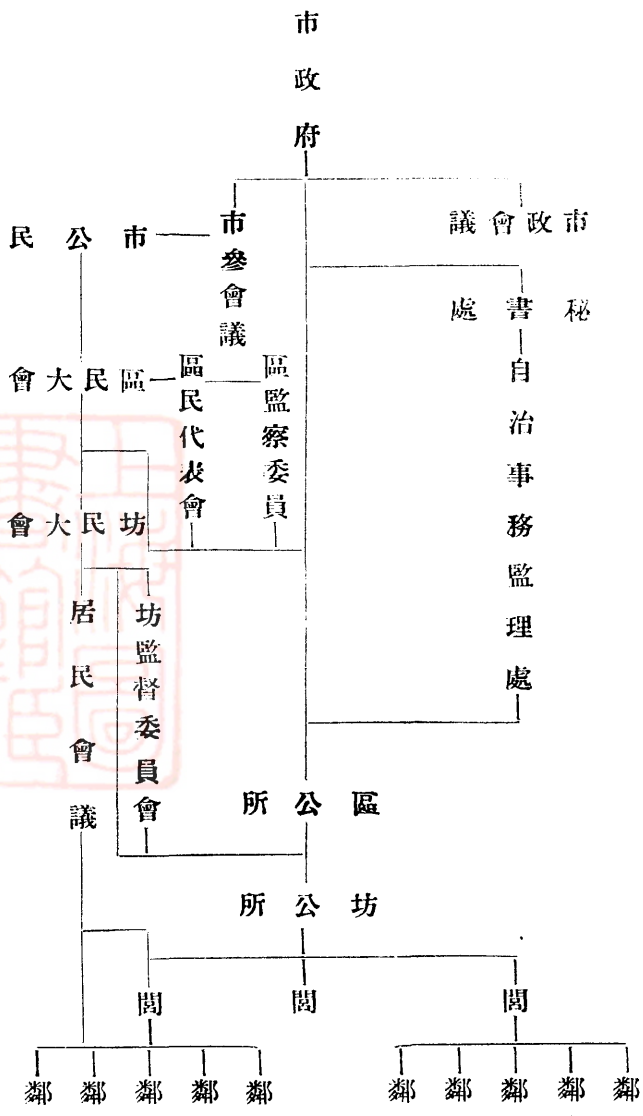 市政府
市政會議
市參會議
市公民
秘書處
自治事務監理處
區監察委員
區民代表會
區民大會
坊民大會
坊監督委員會
居民會議
區公所
坊公所
閭
閭
閭
鄰 鄰 鄰 鄰 鄰
鄰 鄰 鄰 鄰 鄰